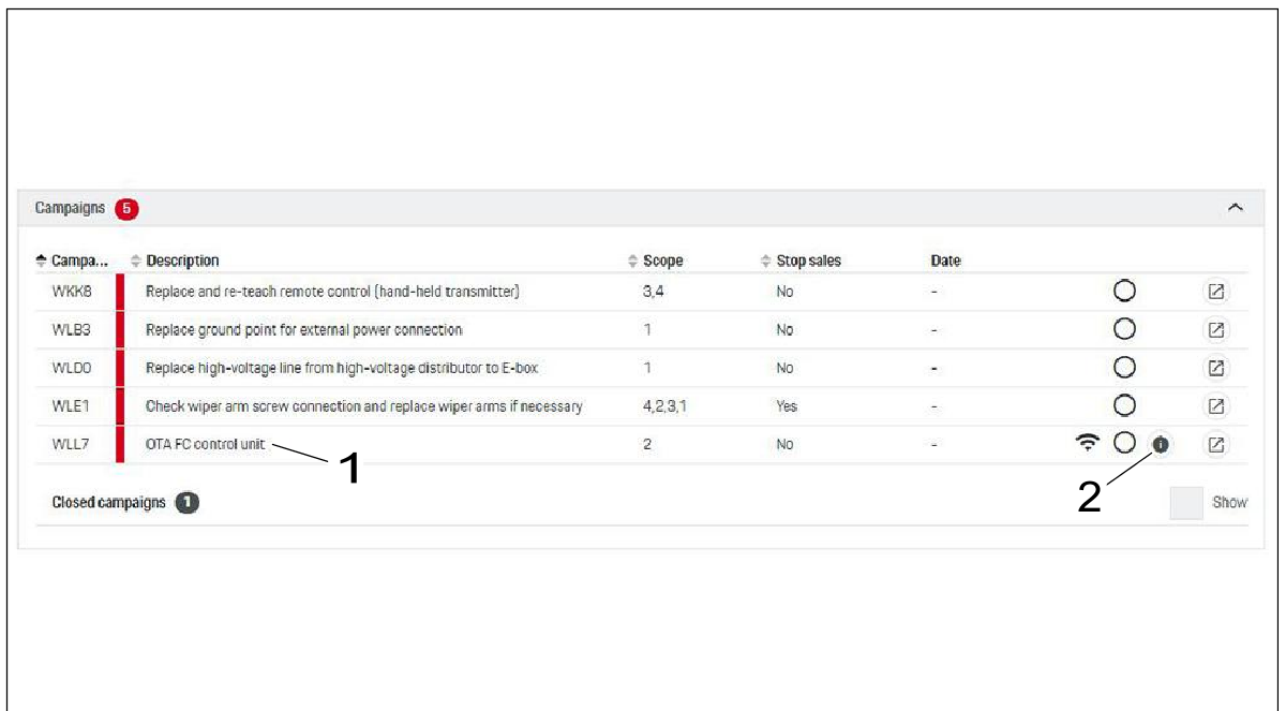 Campaigns 5
Campa... Description Scope Stop sales Date
WKK8 Replace and re-teach remote control (hand-held transmitter) 3,4 No -
WLB3 Replace ground point for external power connection 1 No -
WLD0 Replace high-voltage line from high-voltage distributor to E-box 1 No -
WLE1 Check wiper arm screw connection and replace wiper arms if necessary 4,2,3,1 Yes -
WLL7 OTA FC control unit 2 No - i
1
2
Closed campaigns 1 Show